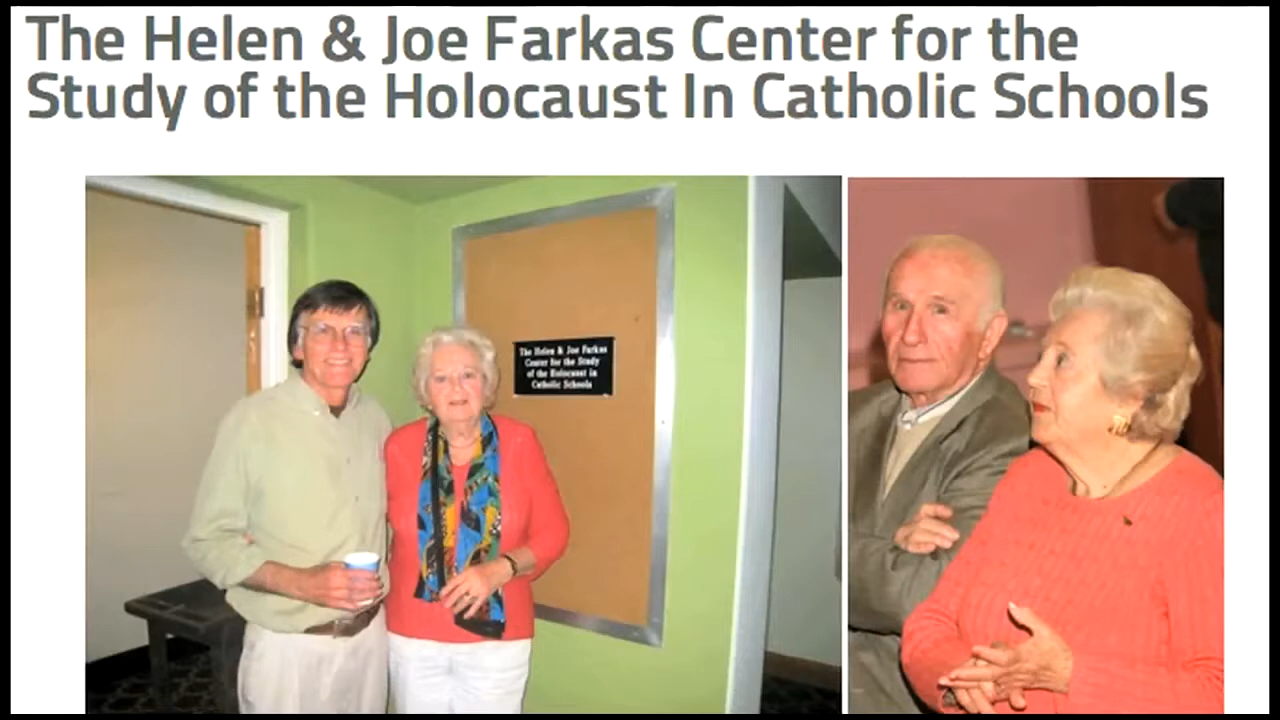 The Helen & Joe Farkas Center for the
Study of the Holocaust In Catholic Schools
The Helen & Joe Farkas
Center for the Study
of the Holocaust in
Catholic Schools